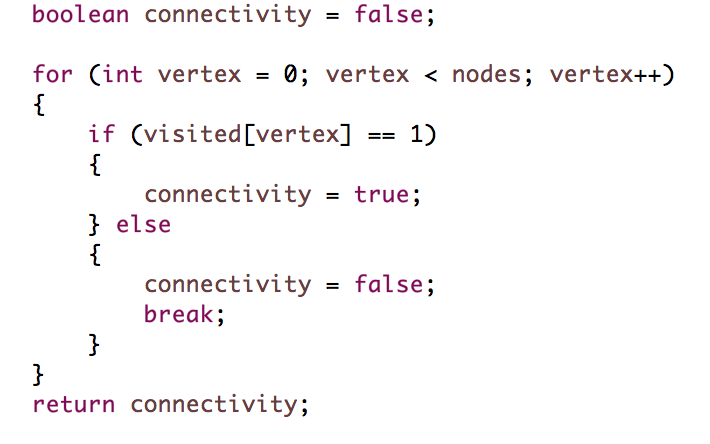 boolean connectivity = false;
for (int vertex = 0; vertex < nodes; vertex++)
{
if (visited[vertex] == 1)
{
connectivity = true;
} else
{
connectivity = false;
break;
}
}
return connectivity;